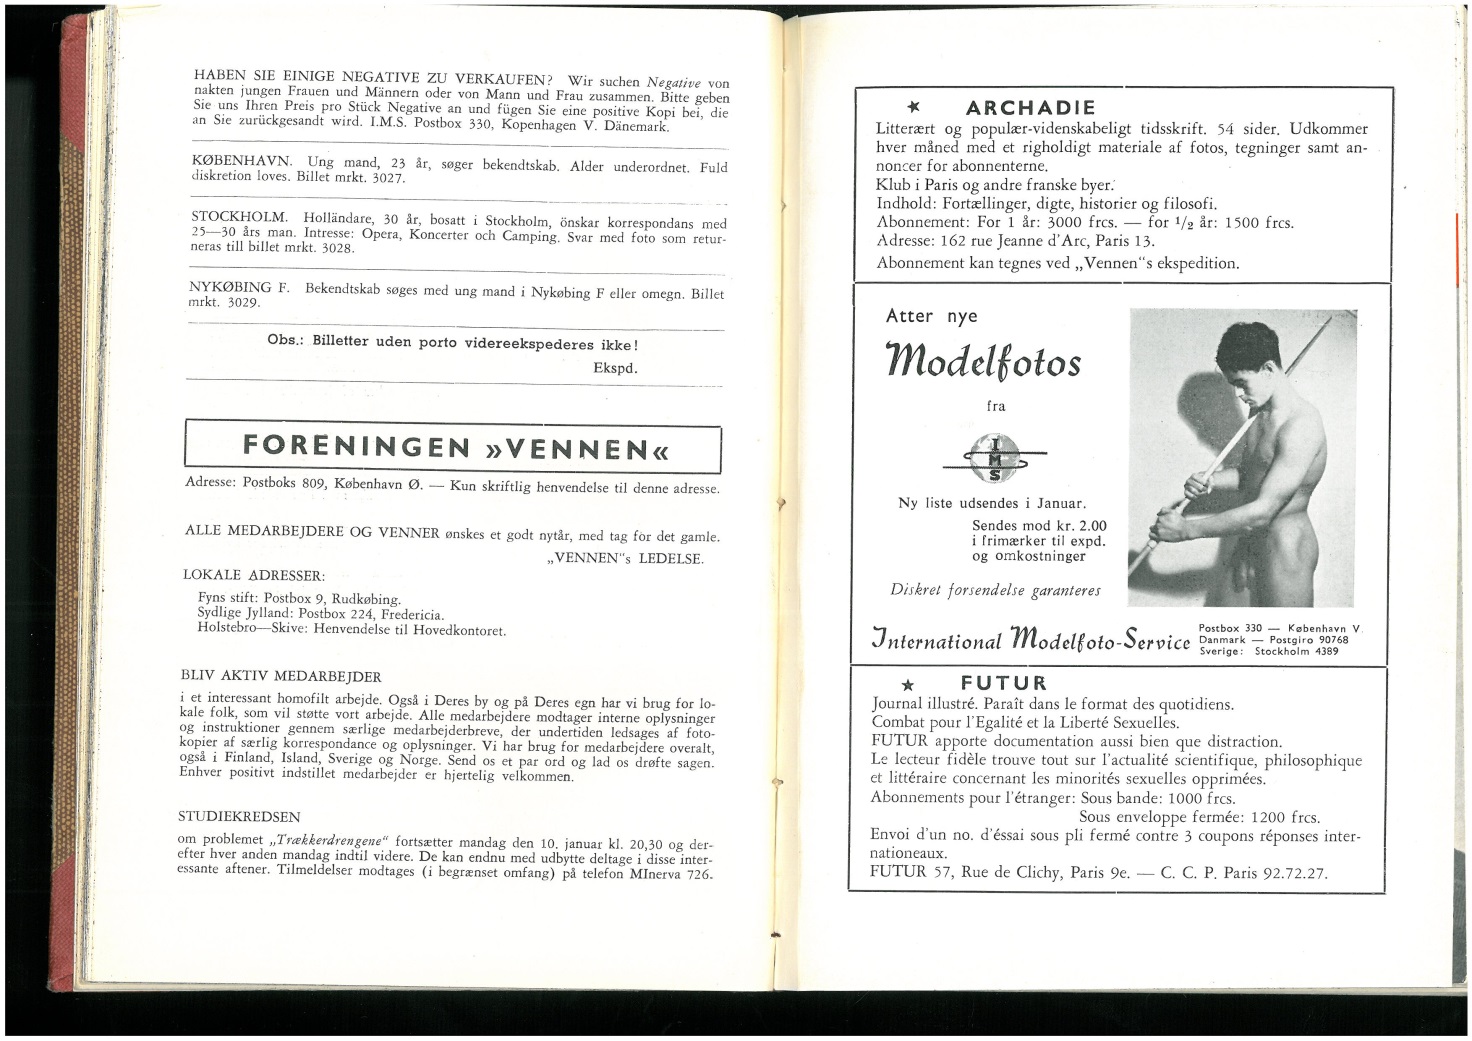 HABEN SIE EINIGE NEGATIVE ZU VERKAUFEN? Wir suchen Negative von
nakten jungen Frauen und Männern oder von Mann und Frau zusammen. Bitte geben
Sie uns Ihren Preis pro Stück Negative an und fügen Sie eine positive Kopi bei, die
an Sie zurückgesandt wird. I.M.S. Postbox 330, Kopenhagen V. Dänemark.
KØBENHAVN. Ung mand, 23 år, søger bekendtskab. Alder underordnet. Fuld
diskretion loves. Billet mrkt. 3027.
STOCKHOLM. Holländare, 30 år, bosatt i Stockholm, önskar korrespondans med
25—30 års man. Intresse: Opera, Koncerter och Camping. Svar med foto som retur-
neras till billet mrkt. 3028.
NYKØBING F. Bekendtskab søges med ung mand i Nykøbing F eller omegn. Billet
mrkt. 3029.
Obs.: Billetter uden porto videreekspederes ikke!
Ekspd.
FORENINGEN »VENNEN«
Adresse: Postboks 809, København Ø. — Kun skriftlig henvendelse til denne adresse.
ALLE MEDARBEJDERE OG VENNER ønskes et godt nytår, med tag for det gamle.
„VENNEN“s LEDELSE.
LOKALE ADRESSER:
Fyns stift: Postbox 9, Rudkøbing.
Sydlige Jylland: Postbox 224, Fredericia.
Holstebro—Skive: Henvendelse til Hovedkontoret.
BLIV AKTIV MEDARBEJDER
i et interessant homofilt arbejde. Også i Deres by og på Deres egn har vi brug for lo-
kale folk, som vil støtte vort arbejde. Alle medarbejdere modtager interne oplysninger
og instruktioner gennem særlige medarbejderbreve, der undertiden ledsages af foto-
kopier af særlig korrespondance og oplysninger. Vi har brug for medarbejdere overalt,
også i Finland, Island, Sverige og Norge. Send os et par ord og lad os drøfte sagen.
Enhver positivt indstillet medarbejder er hjertelig velkommen.
STUDIEKREDSEN
om problemet „Trækkerdrengene“ fortsætter mandag den 10. januar kl. 20,30 og der-
efter hver anden mandag indtil videre. De kan endnu med udbytte deltage i disse inter-
essante aftener. Tilmeldelser modtages (i begrænset omfang) på telefon MInerva 726.
★ ARCHADIE
Litterært og populær-videnskabeligt tidsskrift. 54 sider. Udkommer
hver måned med et righoldigt materiale af fotos, tegninger samt an-
noncer for abonnenterne.
Klub i Paris og andre franske byer.
Indhold: Fortællinger, digte, historier og filosofi.
Abonnement: For 1 år: 3000 frcs. — for 1/2 år: 1500 frcs.
Adresse: 162 rue Jeanne d'Arc, Paris 13.
Abonnement kan tegnes ved „Vennen“s ekspedition.
Atter nye
Modelfotos
fra
I
M
S
Ny liste udsendes i Januar.
Sendes mod kr. 2.00
i frimærker til expd.
og omkostninger
Diskret forsendelse garanteres
International Modelfoto-Service
Postbox 330 — København V.
Danmark — Postgiro 90768
Sverige: Stockholm 4389
★ FUTUR
Journal illustré. Paraît dans le format des quotidiens.
Combat pour l'Egalité et la Liberté Sexuelles.
FUTUR apporte documentation aussi bien que distraction.
Le lecteur fidèle trouve tout sur l'actualité scientifique, philosophique
et littéraire concernant les minorités sexuelles opprimées.
Abonnements pour l'étranger: Sous bande: 1000 frcs.
Sous enveloppe fermée: 1200 frcs.
Envoi d'un no. d'éssai sous pli fermé contre 3 coupons réponses inter-
nationeaux.
FUTUR 57, Rue de Clichy, Paris 9e. — C. C. P. Paris 92.72.27.